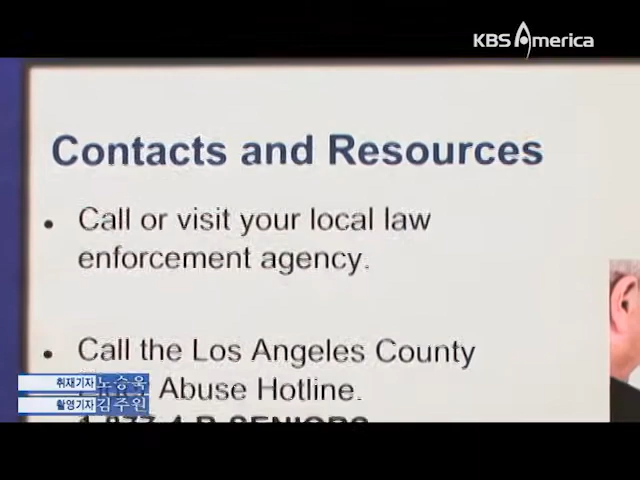 KBS America
Contacts and Resources
• Call or visit your local law
enforcement agency.
• Call the Los Angeles County
Abuse Hotline.
취재기자 노승욱
촬영기자 김주원